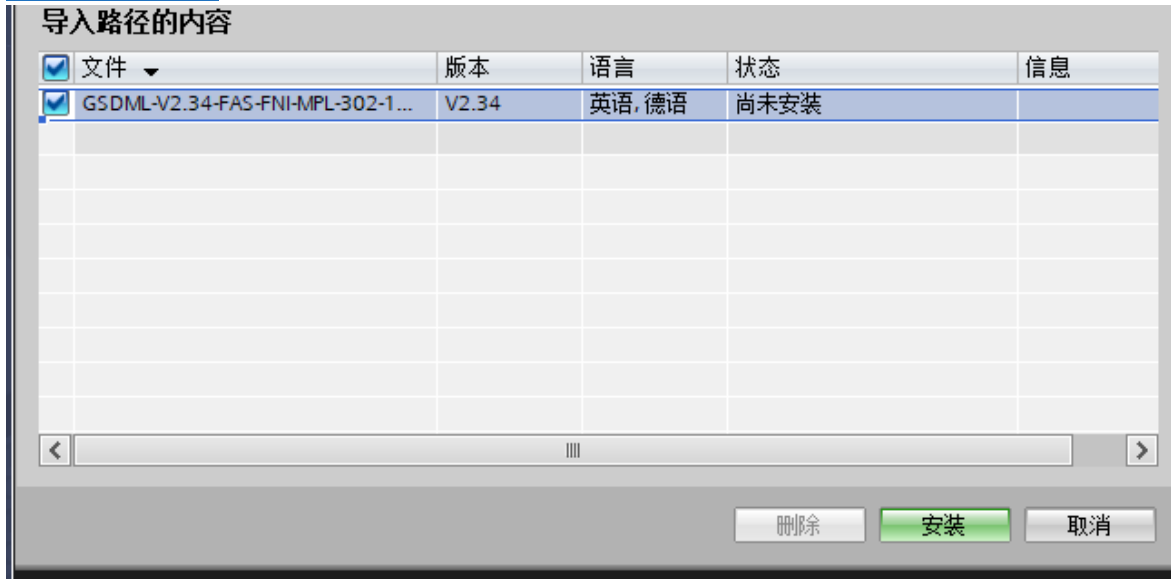 导入路径的内容
文件 版本 语言 状态 信息
GSDML-V2.34-FAS-FNI-MPL-302-1... V2.34 英语, 德语 尚未安装
删除 安装 取消